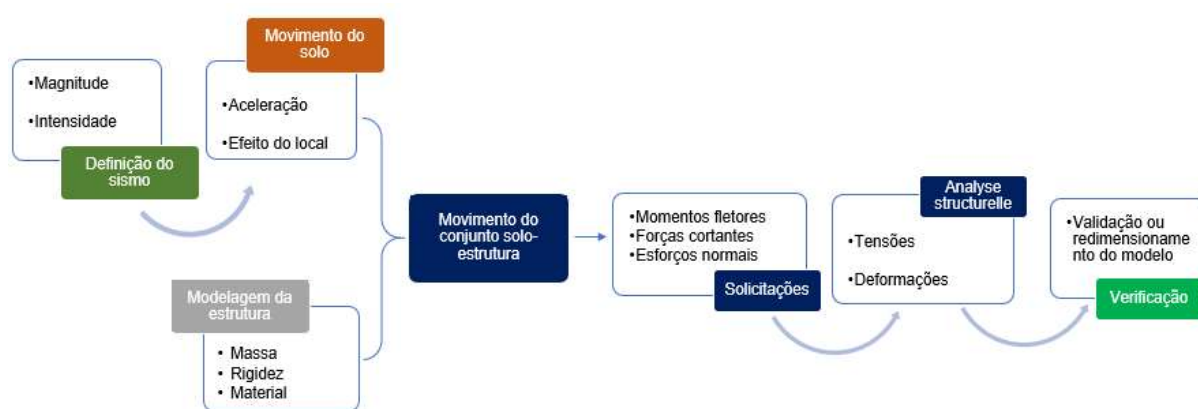 •Magnitude
•Intensidade
Definição do
sismo
Movimento do
solo
•Aceleração
•Efeito do local
Modelagem da
estrutura
• Massa
• Rigidez
• Material
Movimento do
conjunto solo-
estrutura
•Momentos fletores
•Forças cortantes
•Esforços normais
Solicitações
Analyse
structurelle
•Tensões
•Deformações
•Validação ou
redimensioname
nto do modelo
Verificação